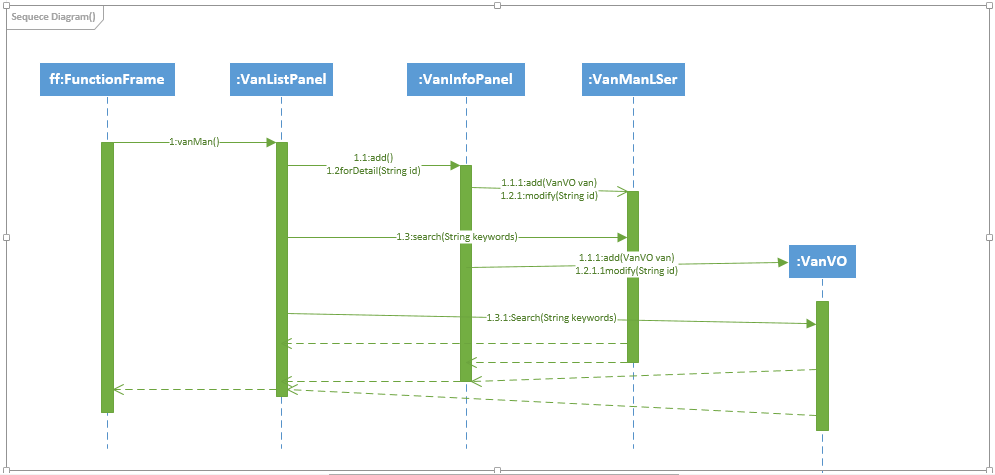 Sequece Diagram()
ff:FunctionFrame
:VanListPanel
:VanInfoPanel
:VanManLSer
1:vanMan()
1.1:add()
1.2forDetail(String id)
1.1.1:add(VanVO van)
1.2.1:modify(String id)
1.3:search(String keywords)
1.1.1:add(VanVO van)
1.2.1.1modify(String id)
:VanVO
1.3.1:Search(String keywords)